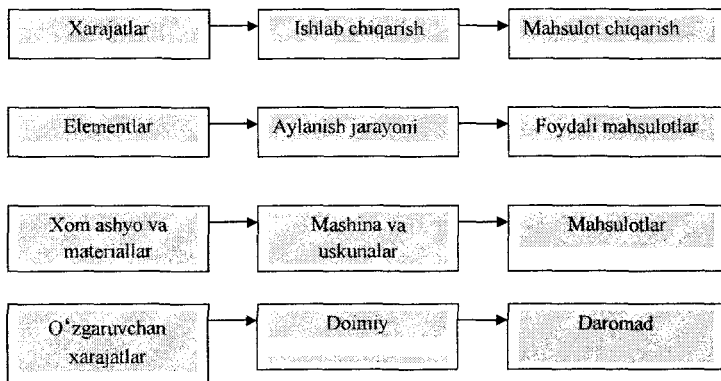 Xarajatlar
Ishlab chiqarish
Mahsulot chiqarish
Elementlar
Aylanish jarayoni
Foydali mahsulotlar
Xom ashyo va
materiallar
Mashina va
uskunalar
Mahsulotlar
O‘zgaruvchan
xarajatlar
Doimiy
Daromad